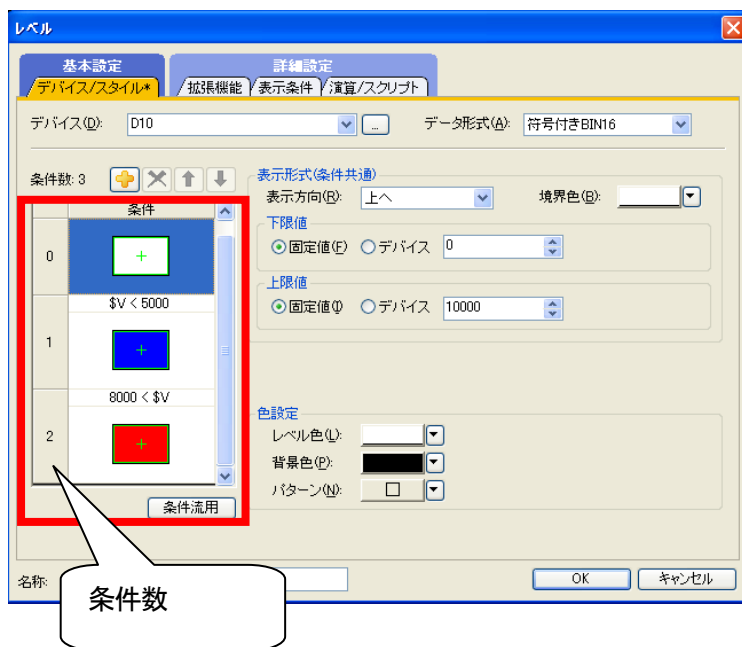 レベル
基本設定
詳細設定
デバイス/スタイル*
拡張機能
表示条件
演算/スクリプト
デバイス(D): D10 ... データ形式(A): 符号付きBIN16
条件数: 3
条件
0
$V < 5000
1
8000 < $V
2
条件流用
表示形式(条件共通)
表示方向(R): 上へ 境界色(B):
下限値
固定値(F) デバイス 0
上限値
固定値(I) デバイス 10000
色設定
レベル色(L):
背景色(P):
パターン(N):
名称:
OK キャンセル
条件数